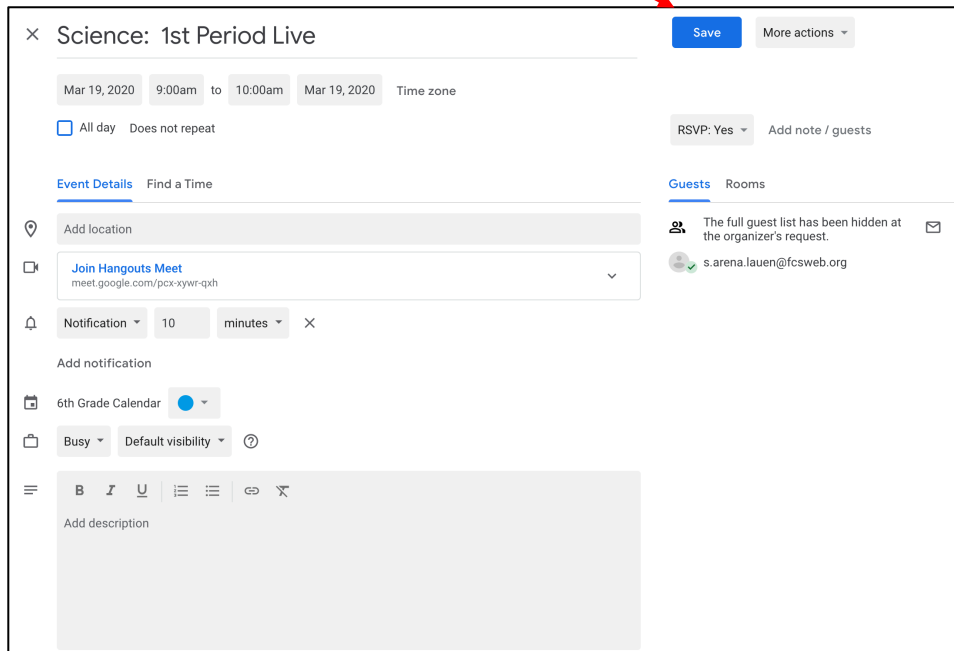 Science: 1st Period Live
Save
More actions
Mar 19, 2020 9:00am to 10:00am Mar 19, 2020 Time zone
All day Does not repeat
RSVP: Yes Add note / guests
Event Details Find a Time
Guests Rooms
Add location
The full guest list has been hidden at
the organizer's request.
Join Hangouts Meet
meet.google.com/pcx-xywr-qxh
s.arena.lauen@fcsweb.org
Notification 10 minutes
Add notification
6th Grade Calendar
Busy Default visibility
B I U
Add description